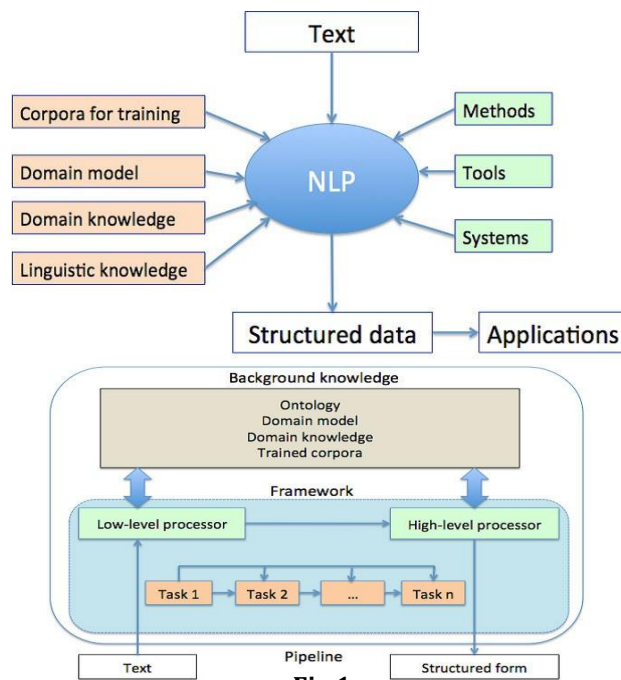 Text
Corpora for training
Domain model
Domain knowledge
Linguistic knowledge
NLP
Methods
Tools
Systems
Structured data
Applications
Background knowledge
Ontology
Domain model
Domain knowledge
Trained corpora
Framework
Low-level processor
High-level processor
Task 1
Task 2
...
Task n
Pipeline
Text
Structured form